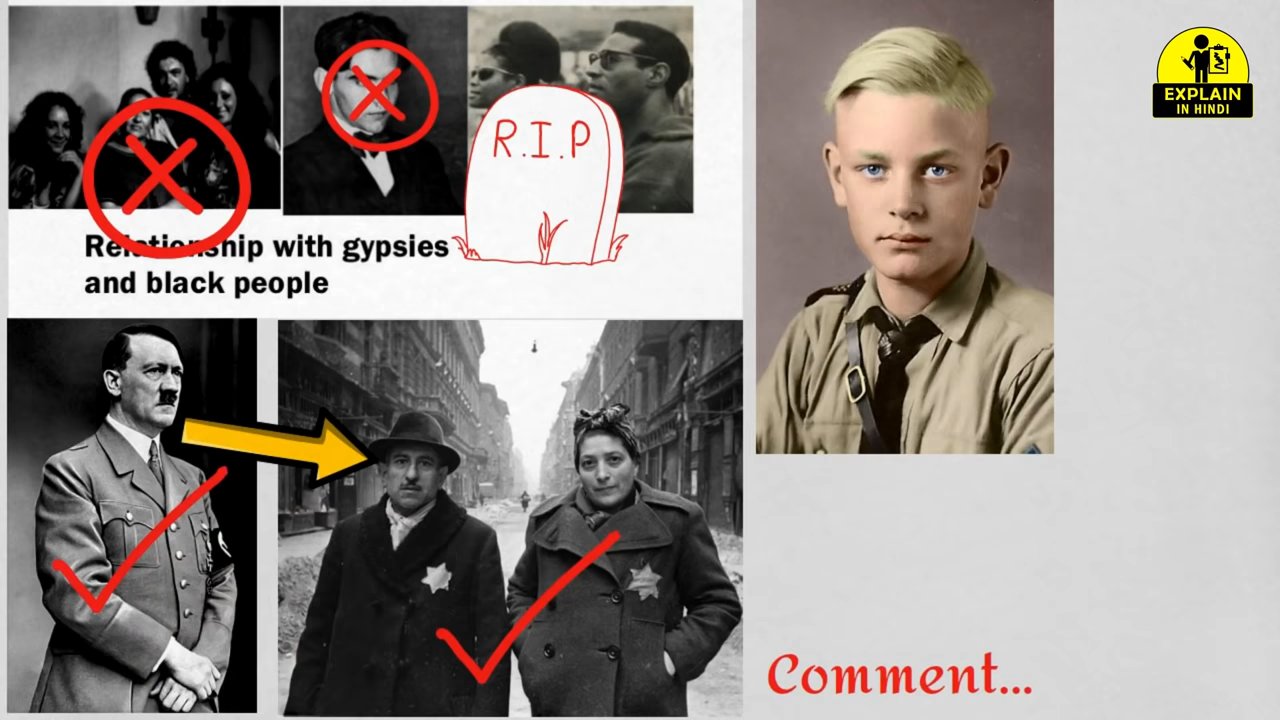 R.I.P
Relationship with gypsies
and black people
EXPLAIN
IN HINDI
Comment...